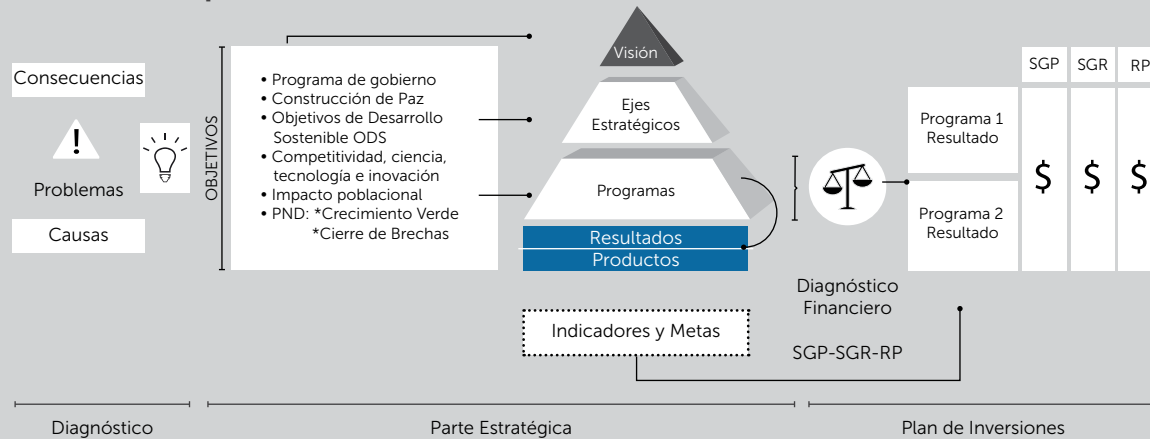 Consecuencias
!
Problemas
Causas
OBJETIVOS
• Programa de gobierno
• Construcción de Paz
• Objetivos de Desarrollo
Sostenible ODS
• Competitividad, ciencia,
tecnología e inovación
• Impacto poblacional
• PND: *Crecimiento Verde
*Cierre de Brechas
Visión
Ejes
Estratégicos
Programas
Resultados
Productos
Indicadores y Metas
Diagnóstico
Financiero
SGP-SGR-RP
Programa 1
Resultado
Programa 2
Resultado
SGP SGR RP
$ $ $
Diagnóstico
Parte Estratégica
Plan de Inversiones